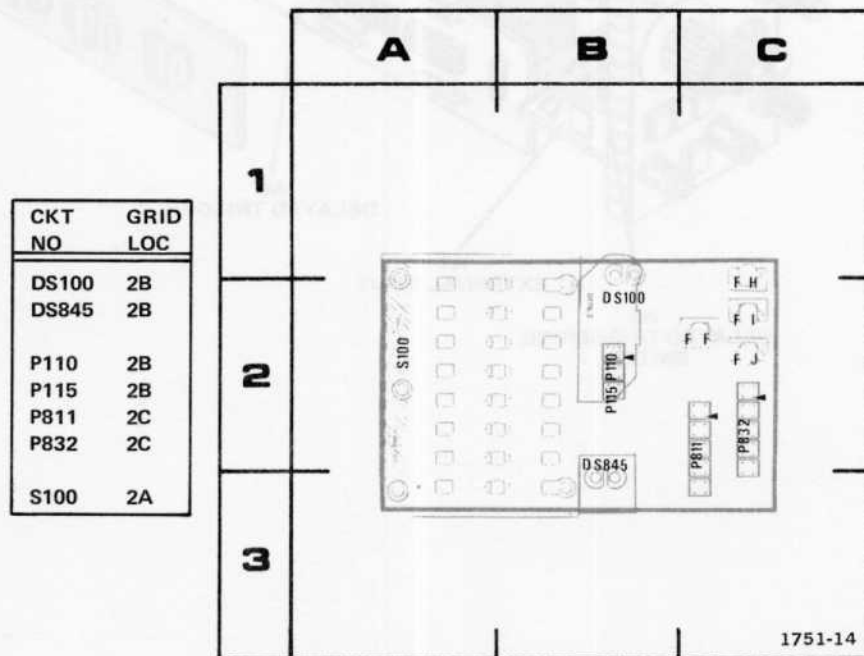 A B C
1
2
3
CKT GRID
NO LOC
DS100 2B
DS845 2B
P110 2B
P115 2B
P811 2C
P832 2C
S100 2A
F H
DS100
F I
F F
S100
P110
F J
P115
P832
P811
DS845
1751-14